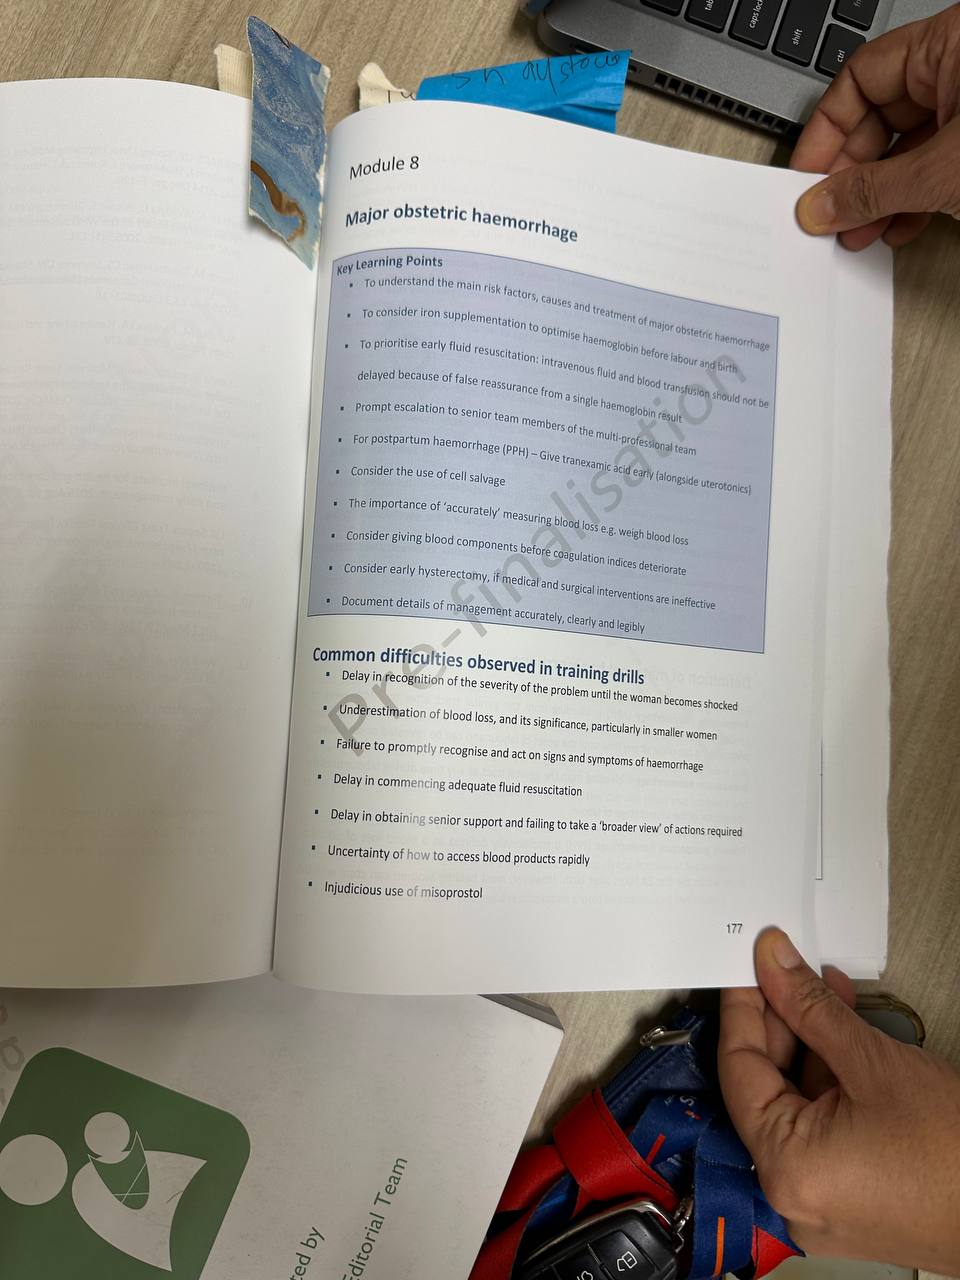 tab
caps lock
shift
ctrl
Module 8
Major obstetric haemorrhage
Key Learning Points
▪ To understand the main risk factors, causes and treatment of major obstetric haemorrhage
▪ To consider iron supplementation to optimise haemoglobin before labour and birth
▪ To prioritise early fluid resuscitation: intravenous fluid and blood transfusion should not be
delayed because of false reassurance from a single haemoglobin result
▪ Prompt escalation to senior team members of the multi-professional team
▪ For postpartum haemorrhage (PPH) – Give tranexamic acid early (alongside uterotonics)
▪ Consider the use of cell salvage
▪ The importance of ‘accurately’ measuring blood loss e.g. weigh blood loss
▪ Consider giving blood components before coagulation indices deteriorate
▪ Consider early hysterectomy, if medical and surgical interventions are ineffective
▪ Document details of management accurately, clearly and legibly
Pre-finalisation
Common difficulties observed in training drills
▪ Delay in recognition of the severity of the problem until the woman becomes shocked
▪ Underestimation of blood loss, and its significance, particularly in smaller women
▪ Failure to promptly recognise and act on signs and symptoms of haemorrhage
▪ Delay in commencing adequate fluid resuscitation
▪ Delay in obtaining senior support and failing to take a ‘broader view’ of actions required
▪ Uncertainty of how to access blood products rapidly
▪ Injudicious use of misoprostol
177
ted by
Editorial Team